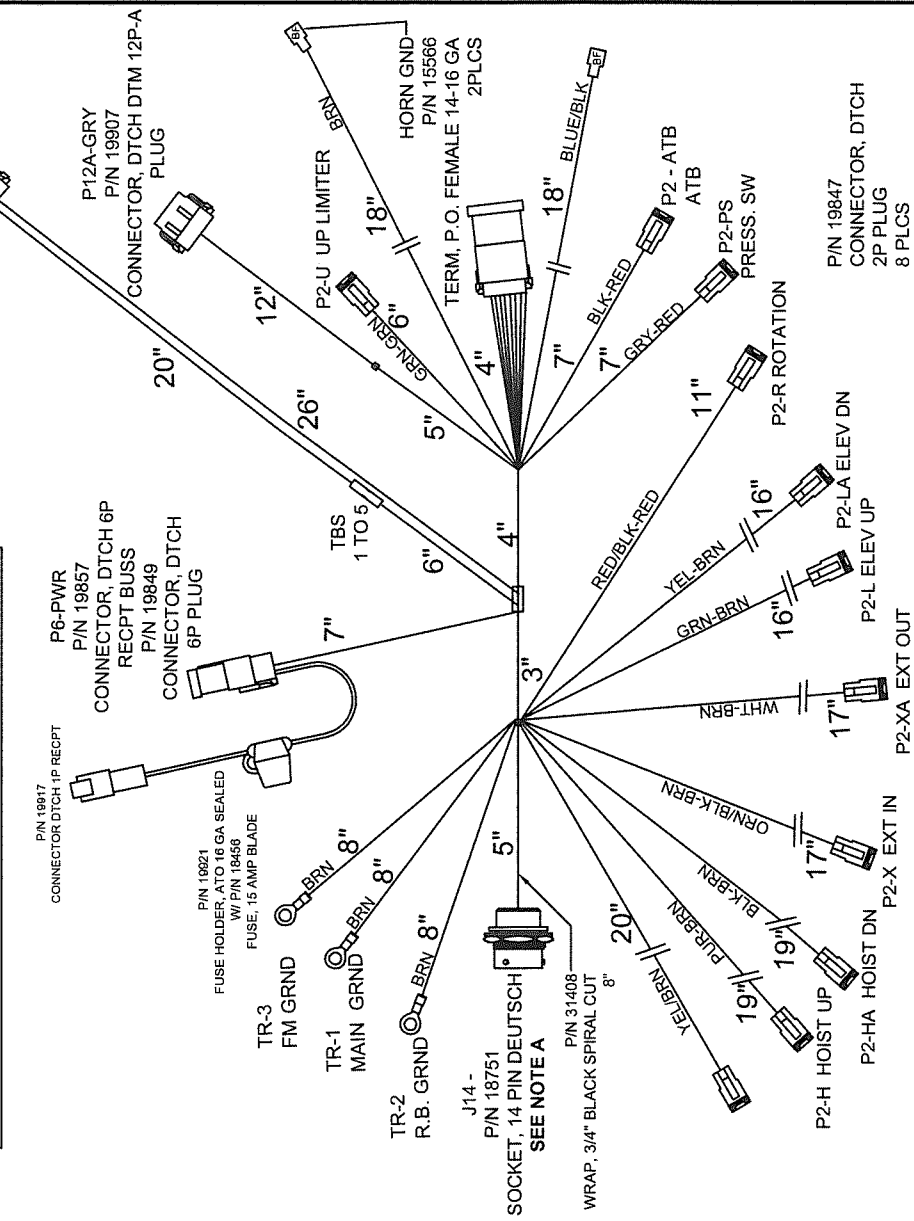 P/N 19917
CONNECTOR DTCH 1P RECPT
P6-PWR
P/N 19857
CONNECTOR, DTCH 6P
RECPT BUSS
P/N 19849
CONNECTOR, DTCH
6P PLUG
P/N 19921
FUSE HOLDER, ATO 16 GA SEALED
W/ P/N 18456
FUSE, 15 AMP BLADE
7"
20"
26"
TBS
1 TO 5
6"
P12A-GRY
P/N 19907
CONNECTOR, DTCH DTM 12P-A
PLUG
12"
5"
P2-U UP LIMITER
GRN-GRN
6"
BRN
18"
BF
HORN GND
P/N 15566
TERM. P.O. FEMALE 14-16 GA
2PLCS
4"
BF
BLUE/BLK
18"
BLK-RED
7"
P2 - ATB
ATB
GRY-RED
7"
P2-PS
PRESS. SW
4"
3"
P/N 19847
CONNECTOR, DTCH
2P PLUG
8 PLCS
RED/BLK-RED
11"
P2-R ROTATION
YEL-BRN
16"
P2-LA ELEV DN
GRN-BRN
16"
P2-L ELEV UP
WHT-BRN
17"
P2-XA EXT OUT
ORN/BLK-BRN
17"
P2-X EXT IN
BLK-BRN
19"
P2-HA HOIST DN
PUR-BRN
19"
P2-H HOIST UP
YEL/BRN
20"
TR-3
FM GRND
BRN
8"
TR-1
MAIN GRND
BRN
8"
TR-2
R.B. GRND
BRN
8"
J14 -
P/N 18751
SOCKET, 14 PIN DEUTSCH
SEE NOTE A
5"
P/N 31408
WRAP, 3/4" BLACK SPIRAL CUT
8"